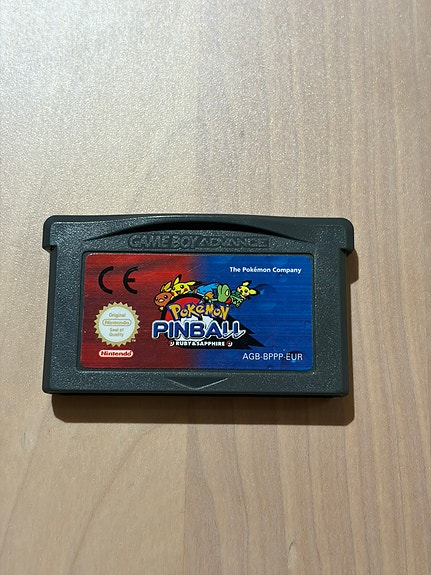 GAME BOY ADVANCE
CE
The Pokémon Company
Original
Nintendo
Seal of
Quality
Nintendo
POKéMON
PINBALL
RUBY & SAPPHIRE
AGB-BPPP-EUR